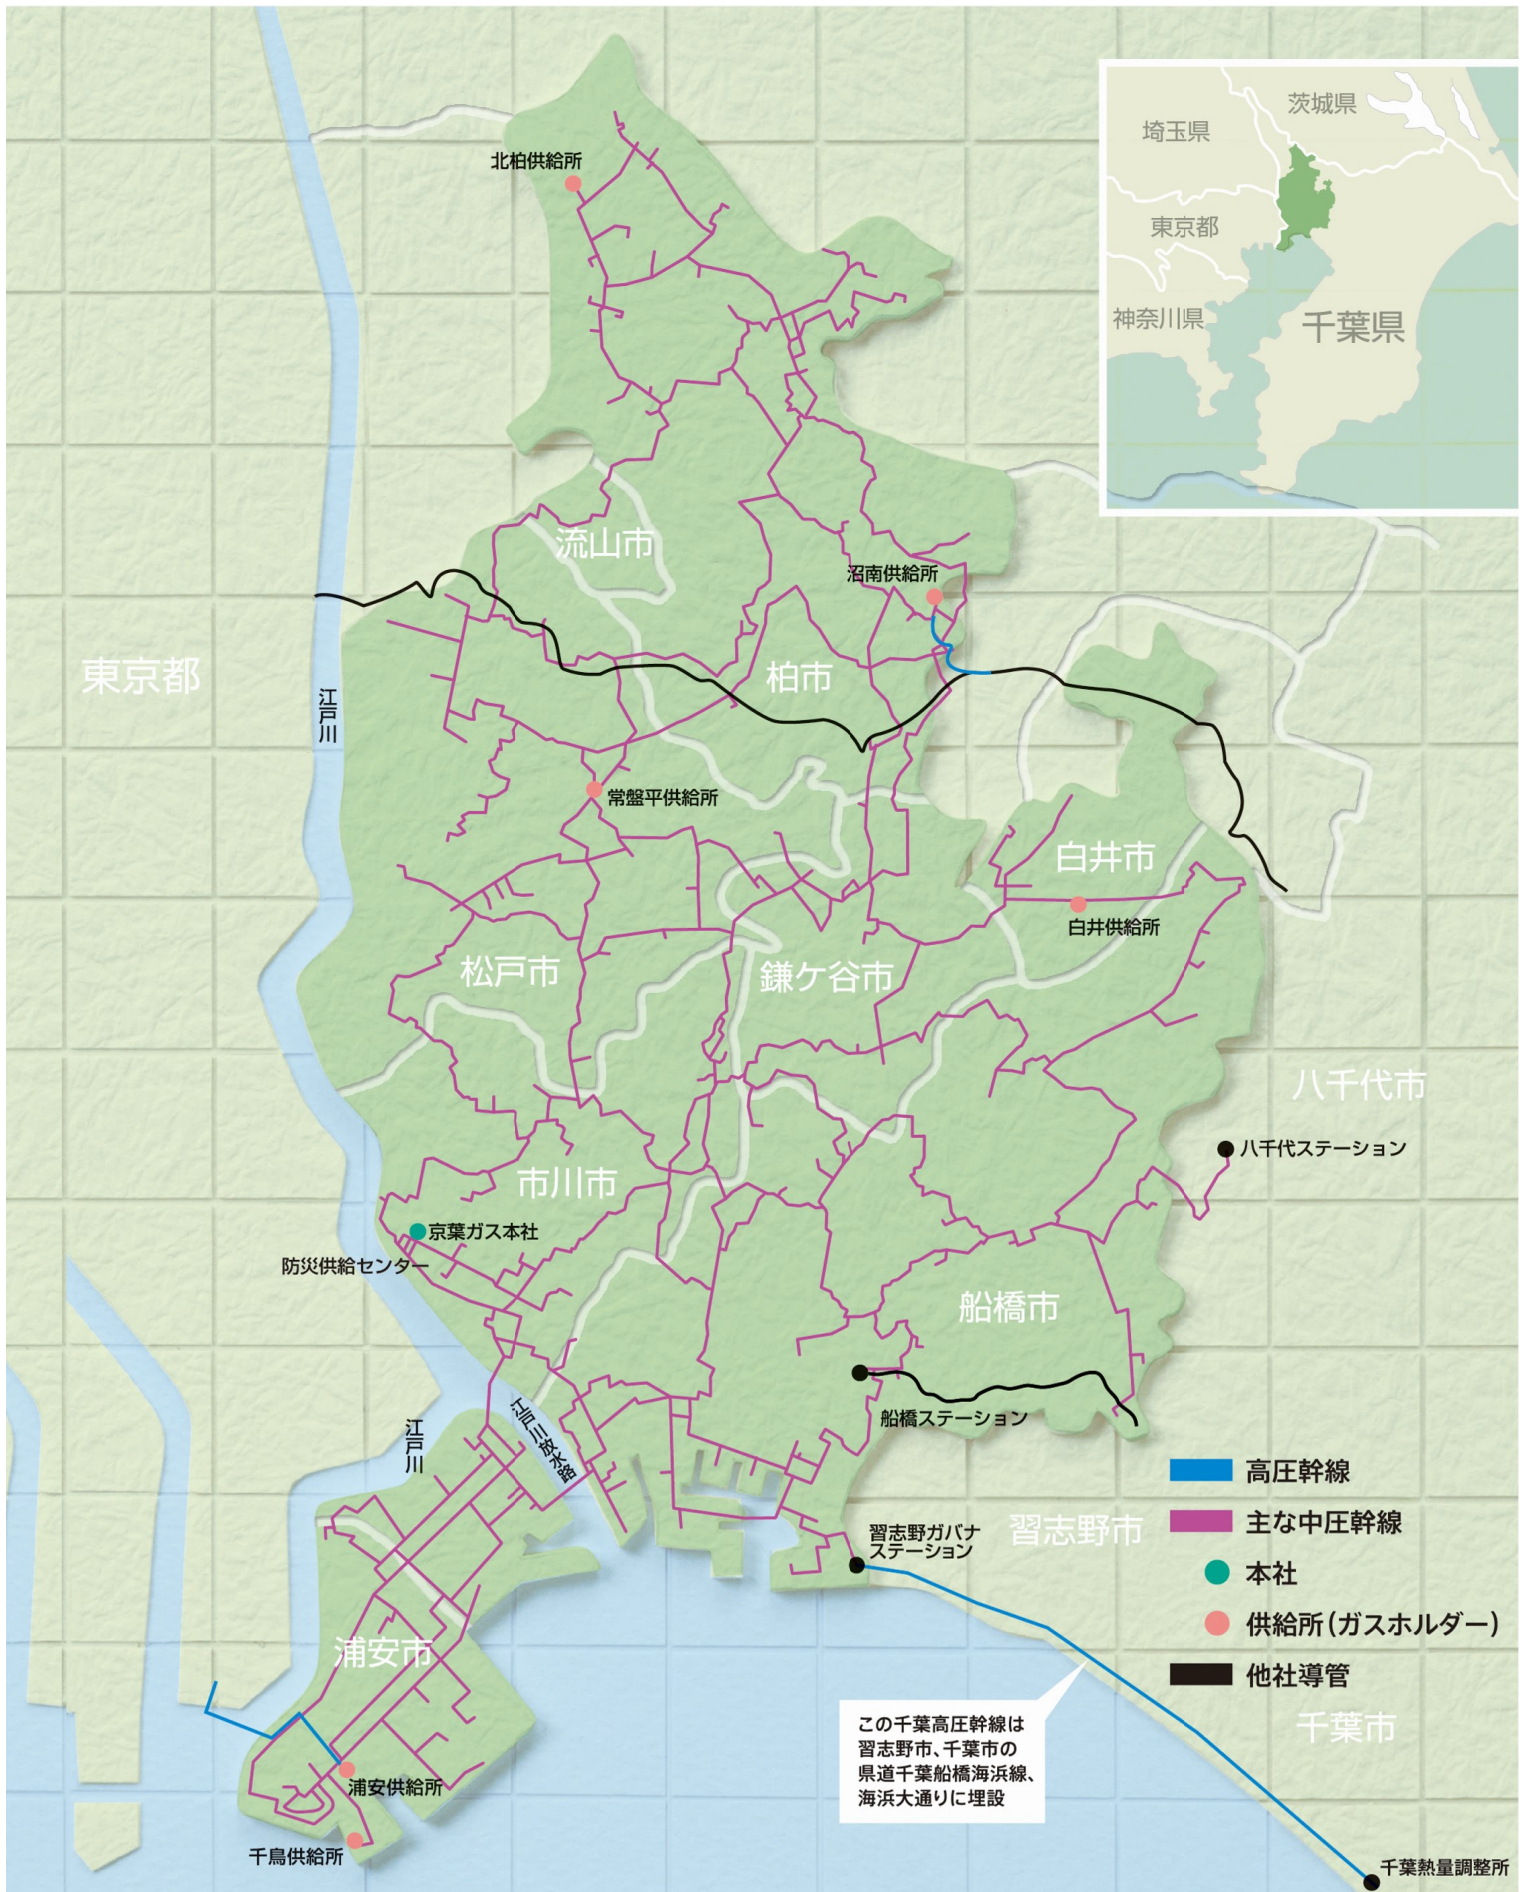 茨城県
埼玉県
東京都
神奈川県
千葉県
北柏供給所
流山市
沼南供給所
東京都
江戸川
柏市
常盤平供給所
白井市
白井供給所
松戸市
鎌ケ谷市
八千代市
八千代ステーション
市川市
京葉ガス本社
防災供給センター
船橋市
船橋ステーション
江戸川
江戸川放水路
高圧幹線
主な中圧幹線
本社
供給所(ガスホルダー)
他社導管
習志野市
習志野ガバナ
ステーション
浦安市
千葉市
この千葉高圧幹線は
習志野市、千葉市の
県道千葉船橋海浜線、
海浜大通りに埋設
浦安供給所
千鳥供給所
千葉熱量調整所